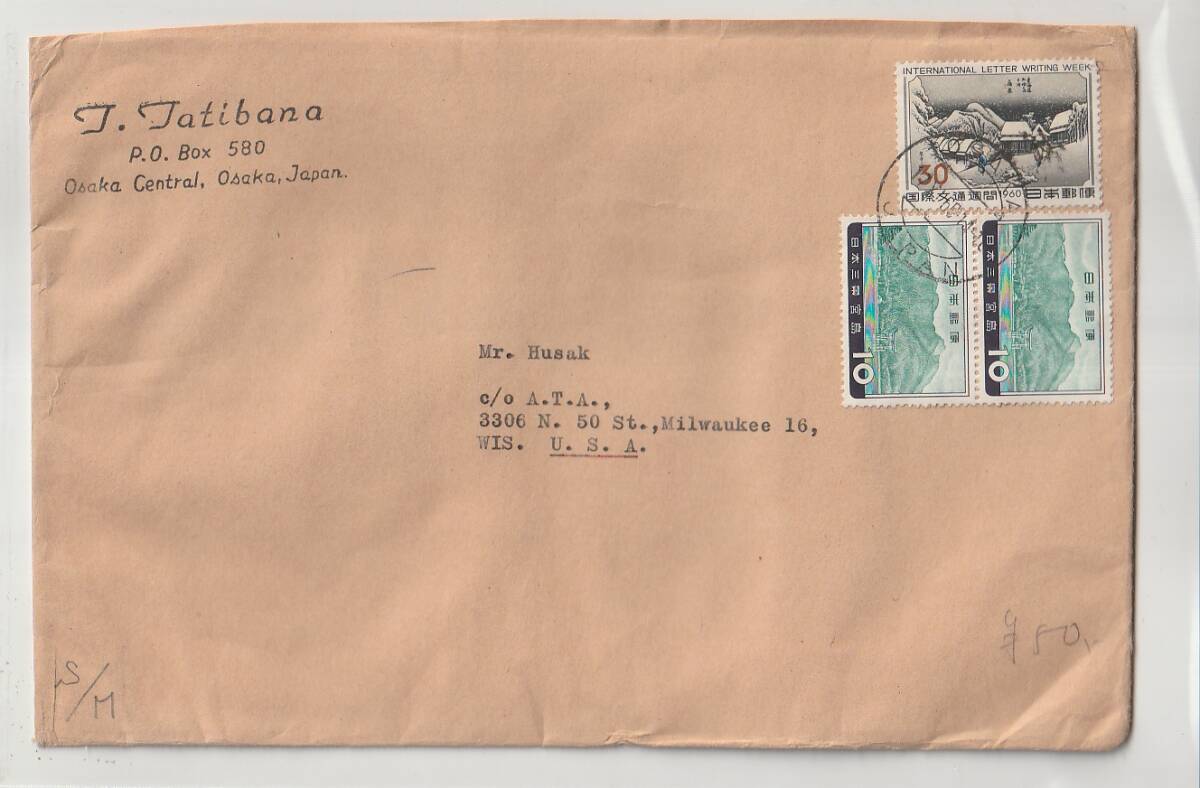 T. Tatibana
P.O. Box 580
Osaka Central, Osaka, Japan.
INTERNATIONAL LETTER WRITING WEEK
30
国際文通週間 1960 日本郵便
日本三景 宮島
日本郵便
10
日本三景 宮島
日本郵便
10
Mr. Husak
c/o A.T.A.,
3306 N. 50 St.,Milwaukee 16,
WIS. U. S. A.
¥50,-
S/M